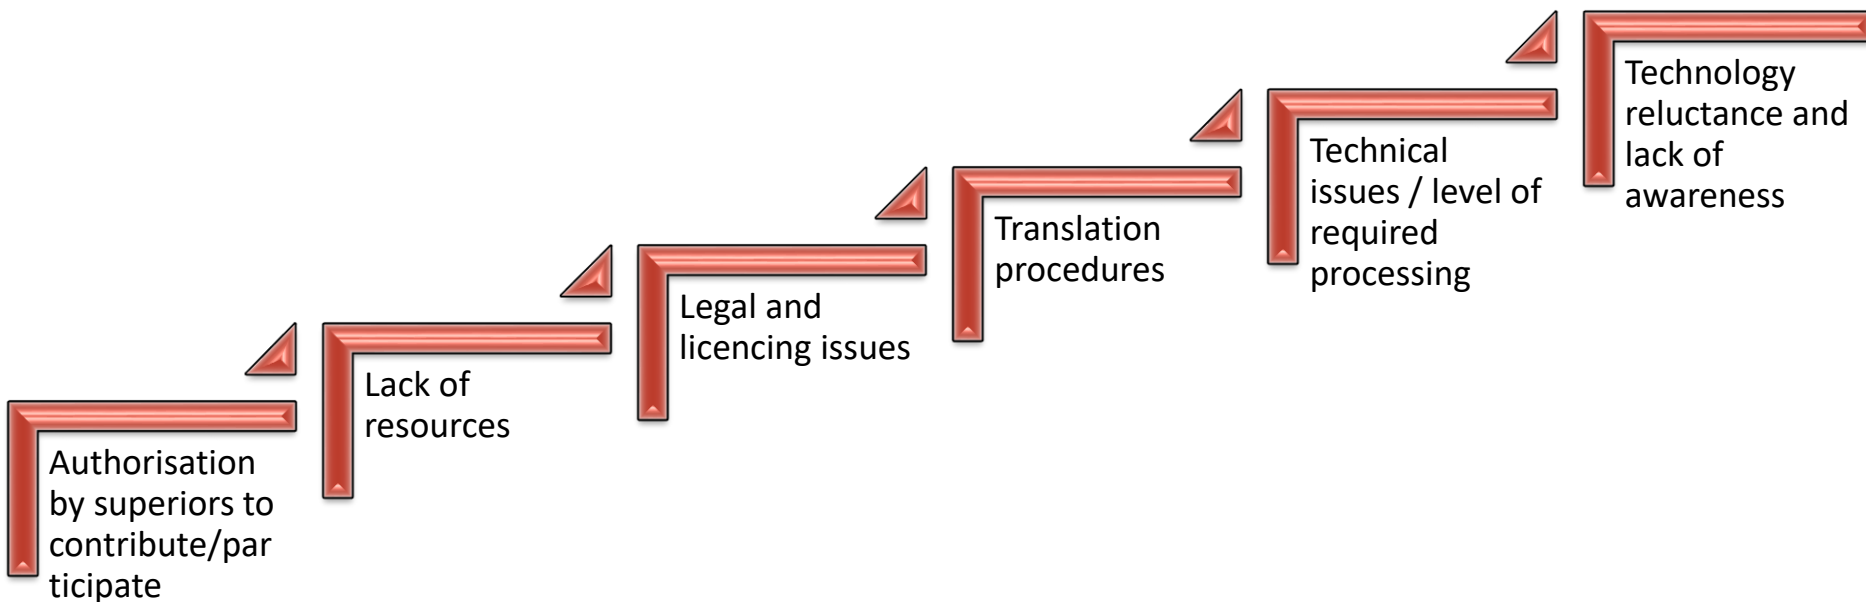 Authorisation
by superiors to
contribute/par
ticipate
Lack of
resources
Legal and
licencing issues
Translation
procedures
Technical
issues / level of
required
processing
Technology
reluctance and
lack of
awareness